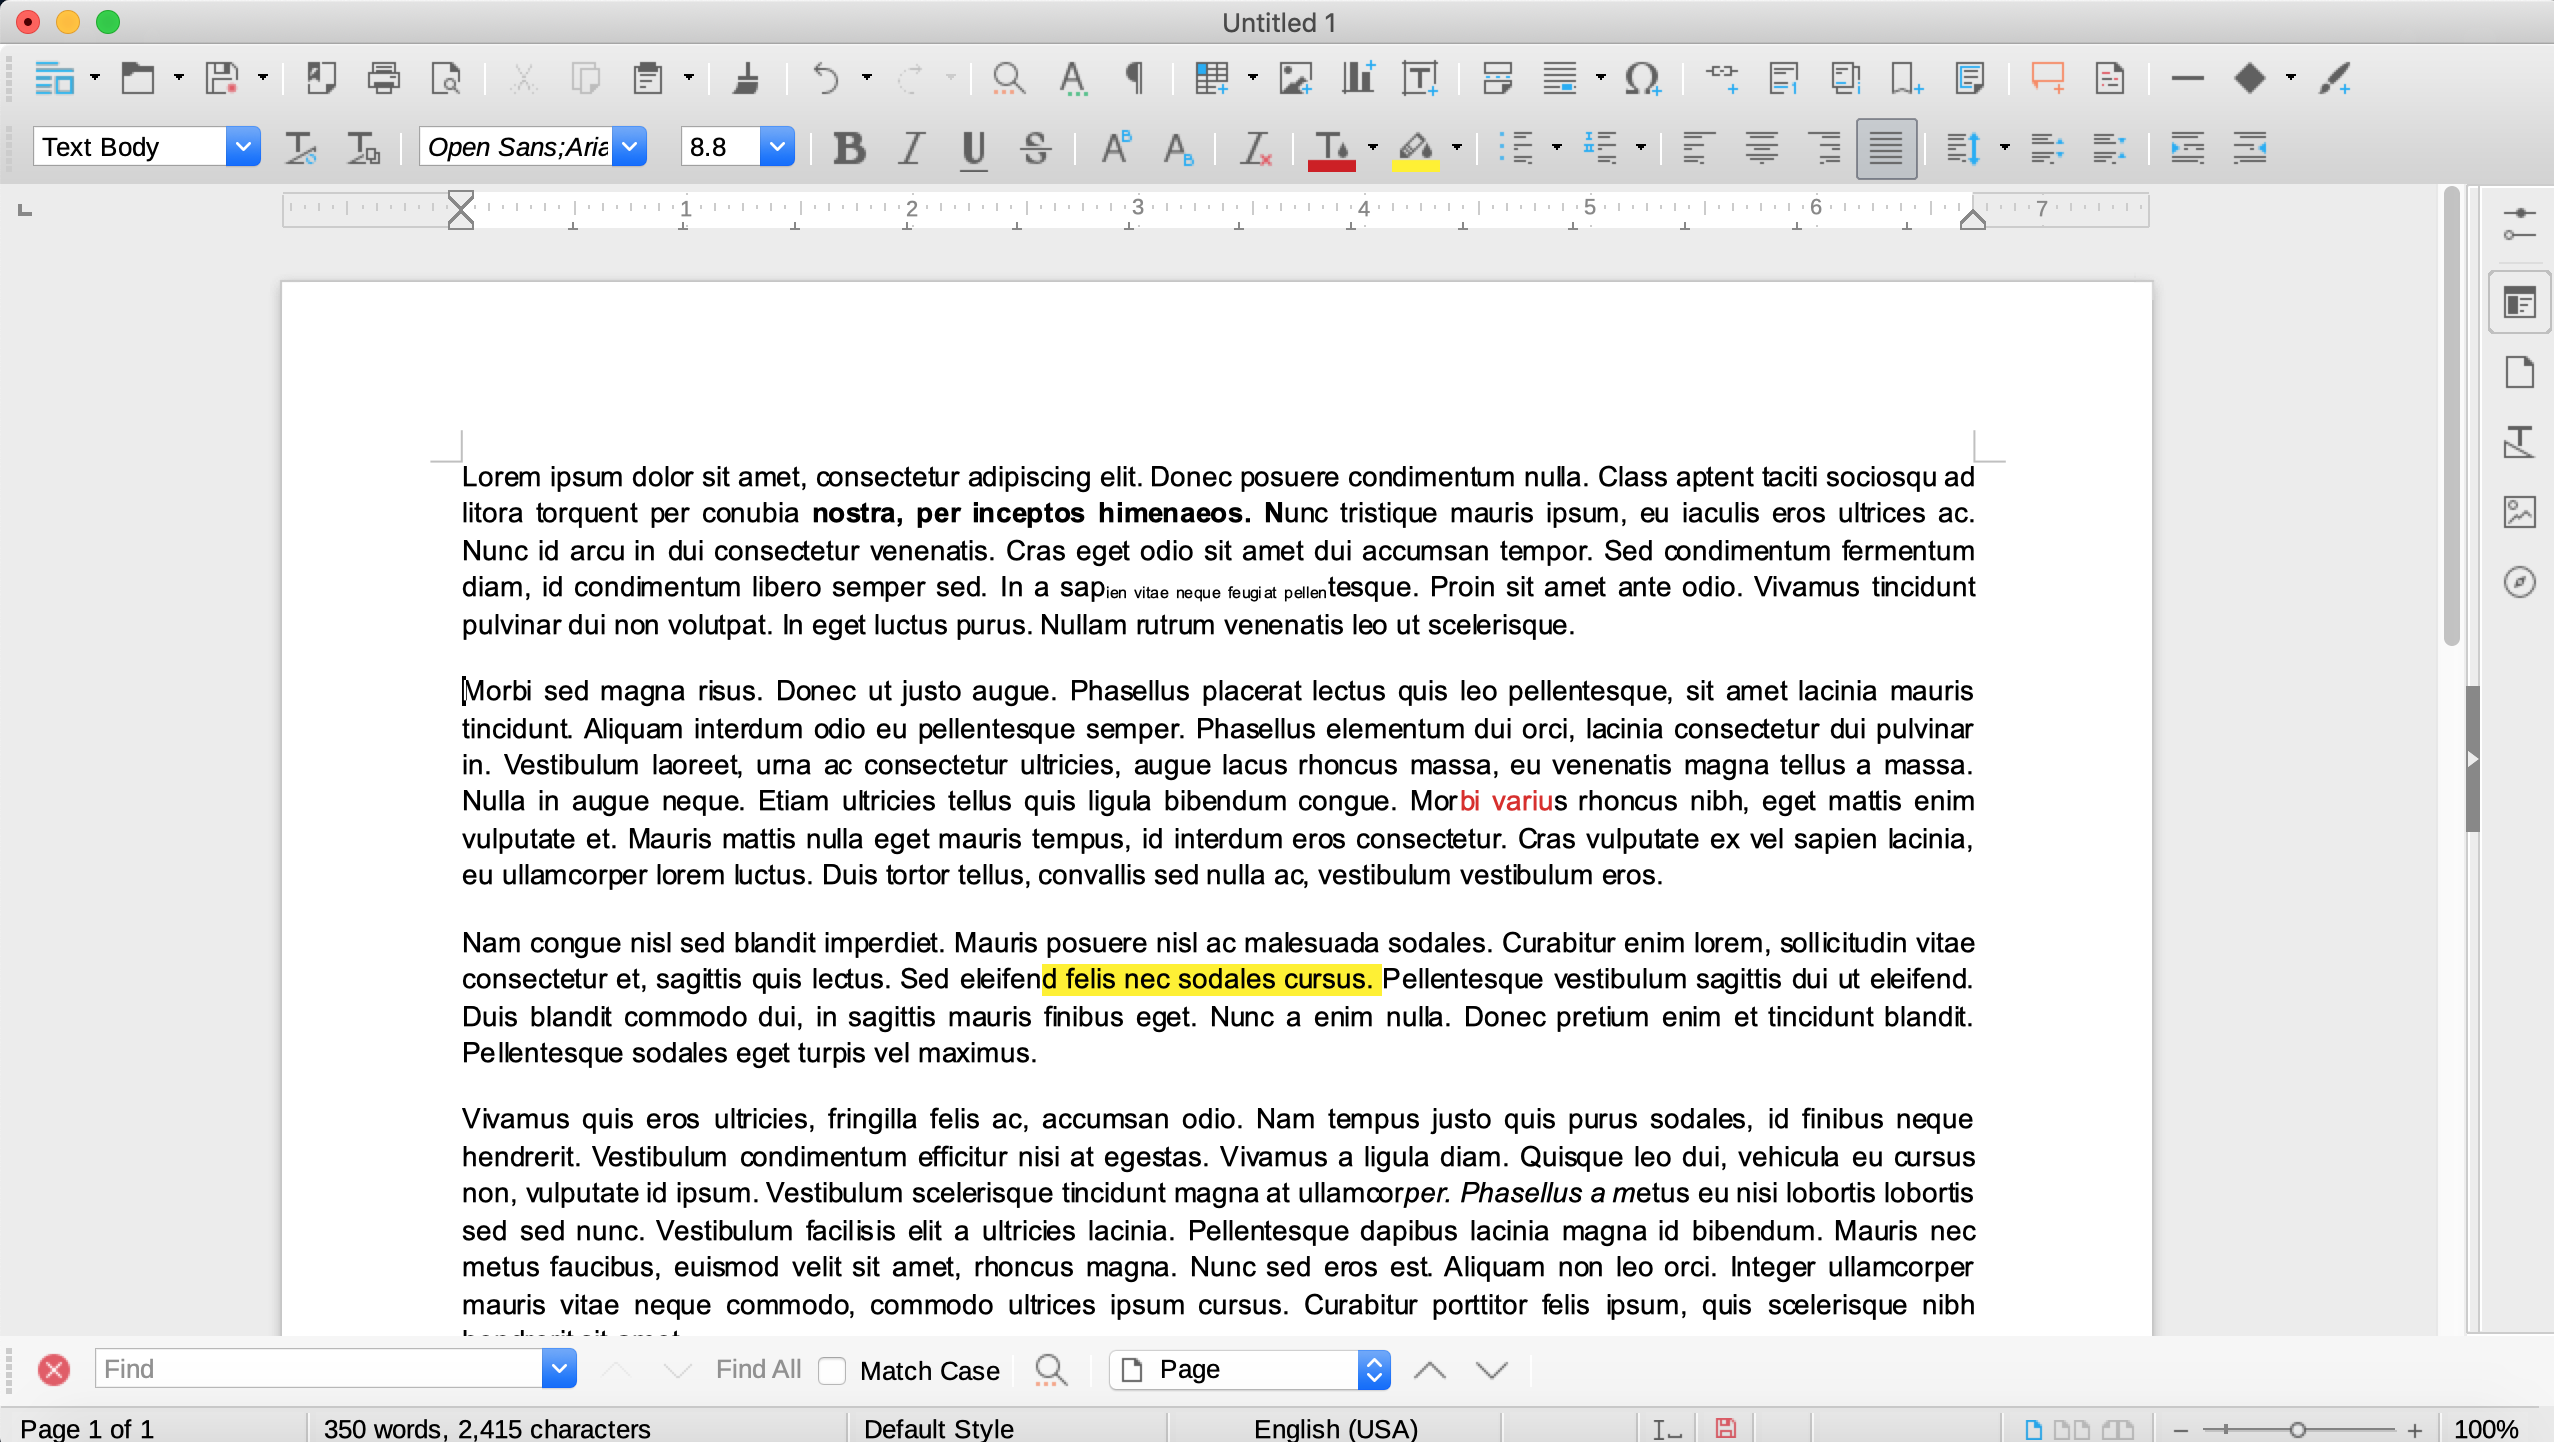 Untitled 1
Text Body Open Sans;Aria 8.8
1 2 3 4 5 6 7
Lorem ipsum dolor sit amet, consectetur adipiscing elit. Donec posuere condimentum nulla. Class aptent taciti sociosqu ad
litora torquent per conubia nostra, per inceptos himenaeos. Nunc tristique mauris ipsum, eu iaculis eros ultrices ac.
Nunc id arcu in dui consectetur venenatis. Cras eget odio sit amet dui accumsan tempor. Sed condimentum fermentum
diam, id condimentum libero semper sed. In a sapien vitae neque feugiat pellentesque. Proin sit amet ante odio. Vivamus tincidunt
pulvinar dui non volutpat. In eget luctus purus. Nullam rutrum venenatis leo ut scelerisque.
Morbi sed magna risus. Donec ut justo augue. Phasellus placerat lectus quis leo pellentesque, sit amet lacinia mauris
tincidunt. Aliquam interdum odio eu pellentesque semper. Phasellus elementum dui orci, lacinia consectetur dui pulvinar
in. Vestibulum laoreet, urna ac consectetur ultricies, augue lacus rhoncus massa, eu venenatis magna tellus a massa.
Nulla in augue neque. Etiam ultricies tellus quis ligula bibendum congue. Morbi varius rhoncus nibh, eget mattis enim
vulputate et. Mauris mattis nulla eget mauris tempus, id interdum eros consectetur. Cras vulputate ex vel sapien lacinia,
eu ullamcorper lorem luctus. Duis tortor tellus, convallis sed nulla ac, vestibulum vestibulum eros.
Nam congue nisl sed blandit imperdiet. Mauris posuere nisl ac malesuada sodales. Curabitur enim lorem, sollicitudin vitae
consectetur et, sagittis quis lectus. Sed eleifend felis nec sodales cursus. Pellentesque vestibulum sagittis dui ut eleifend.
Duis blandit commodo dui, in sagittis mauris finibus eget. Nunc a enim nulla. Donec pretium enim et tincidunt blandit.
Pellentesque sodales eget turpis vel maximus.
Vivamus quis eros ultricies, fringilla felis ac, accumsan odio. Nam tempus justo quis purus sodales, id finibus neque
hendrerit. Vestibulum condimentum efficitur nisi at egestas. Vivamus a ligula diam. Quisque leo dui, vehicula eu cursus
non, vulputate id ipsum. Vestibulum scelerisque tincidunt magna at ullamcorper. Phasellus a metus eu nisi lobortis lobortis
sed sed nunc. Vestibulum facilisis elit a ultricies lacinia. Pellentesque dapibus lacinia magna id bibendum. Mauris nec
metus faucibus, euismod velit sit amet, rhoncus magna. Nunc sed eros est. Aliquam non leo orci. Integer ullamcorper
mauris vitae neque commodo, commodo ultrices ipsum cursus. Curabitur porttitor felis ipsum, quis scelerisque nibh
hendrerit sit amet.
Find Find All Match Case Page
Page 1 of 1 350 words, 2,415 characters Default Style English (USA) 100%